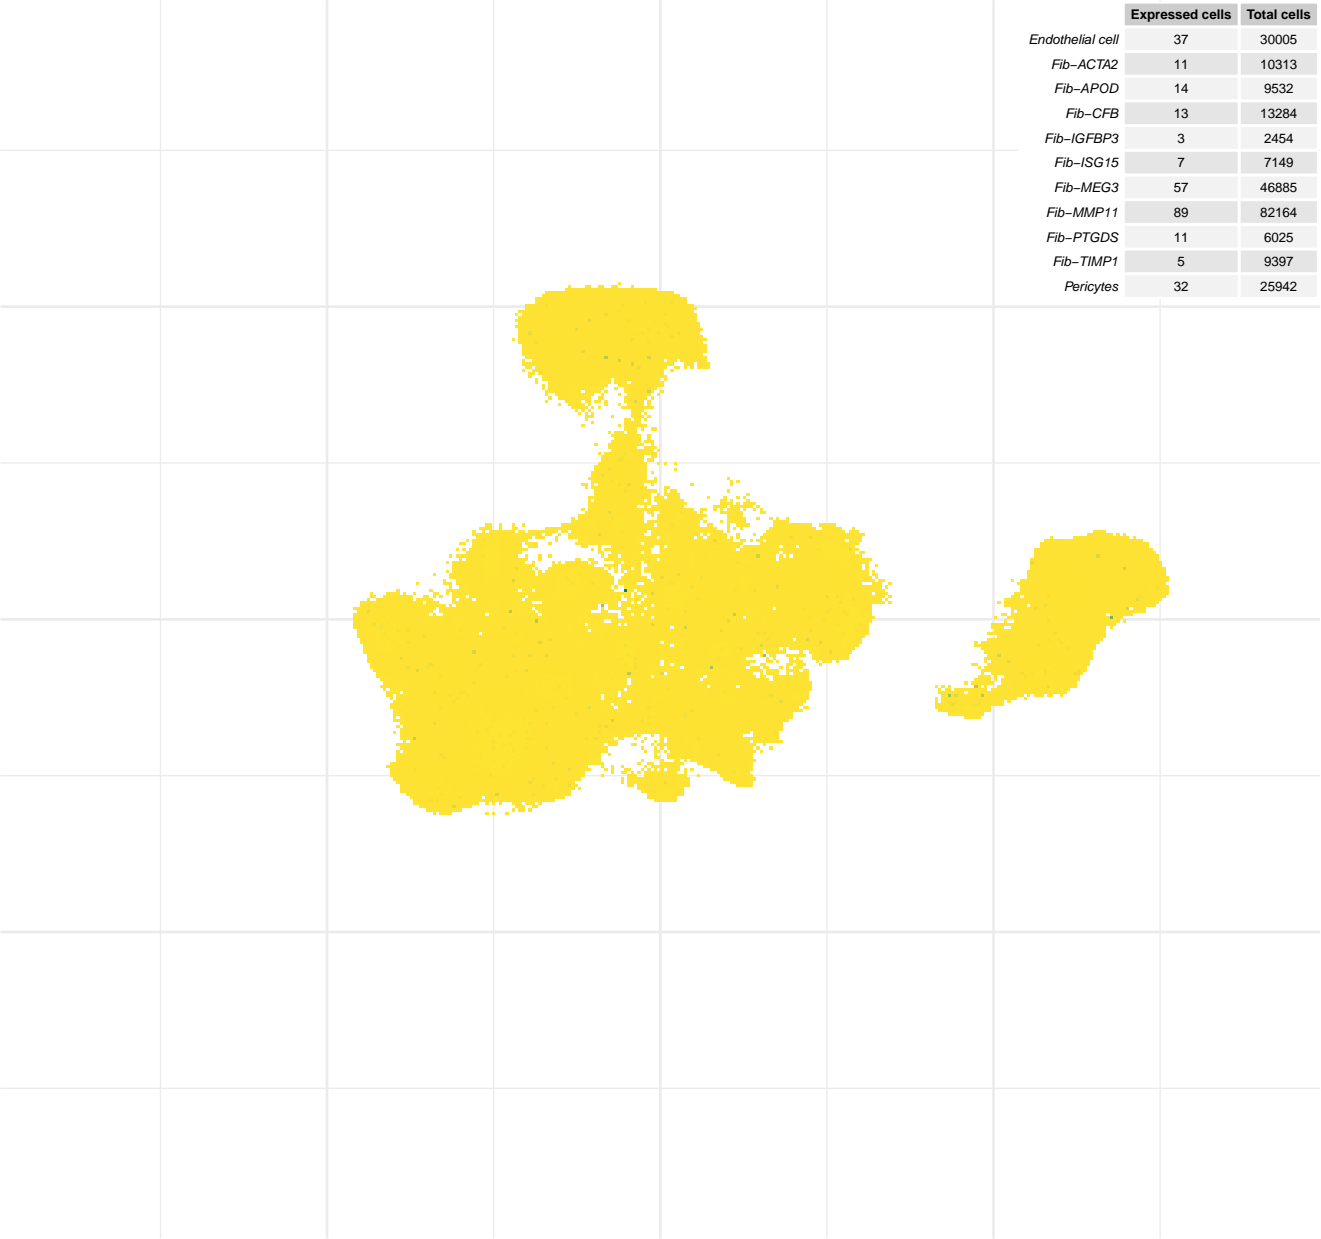 Expressed cells Total cells
Endothelial cell 37 30005
Fib−ACTA2 11 10313
Fib−APOD 14 9532
Fib−CFB 13 13284
Fib−IGFBP3 3 2454
Fib−ISG15 7 7149
Fib−MEG3 57 46885
Fib−MMP11 89 82164
Fib−PTGDS 11 6025
Fib−TIMP1 5 9397
Pericytes 32 25942